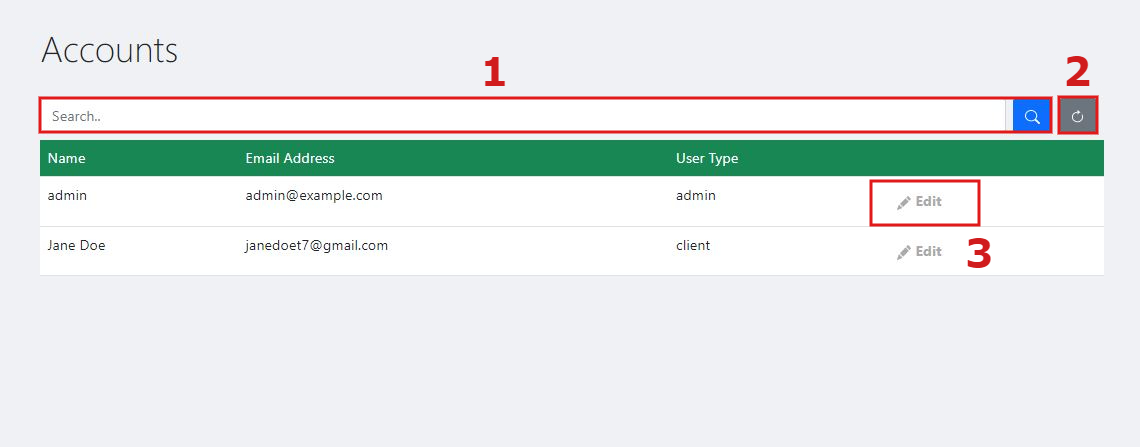 Accounts
1
2
Search..
Name Email Address User Type
admin admin@example.com admin Edit
Jane Doe janedoet7@gmail.com client Edit
3